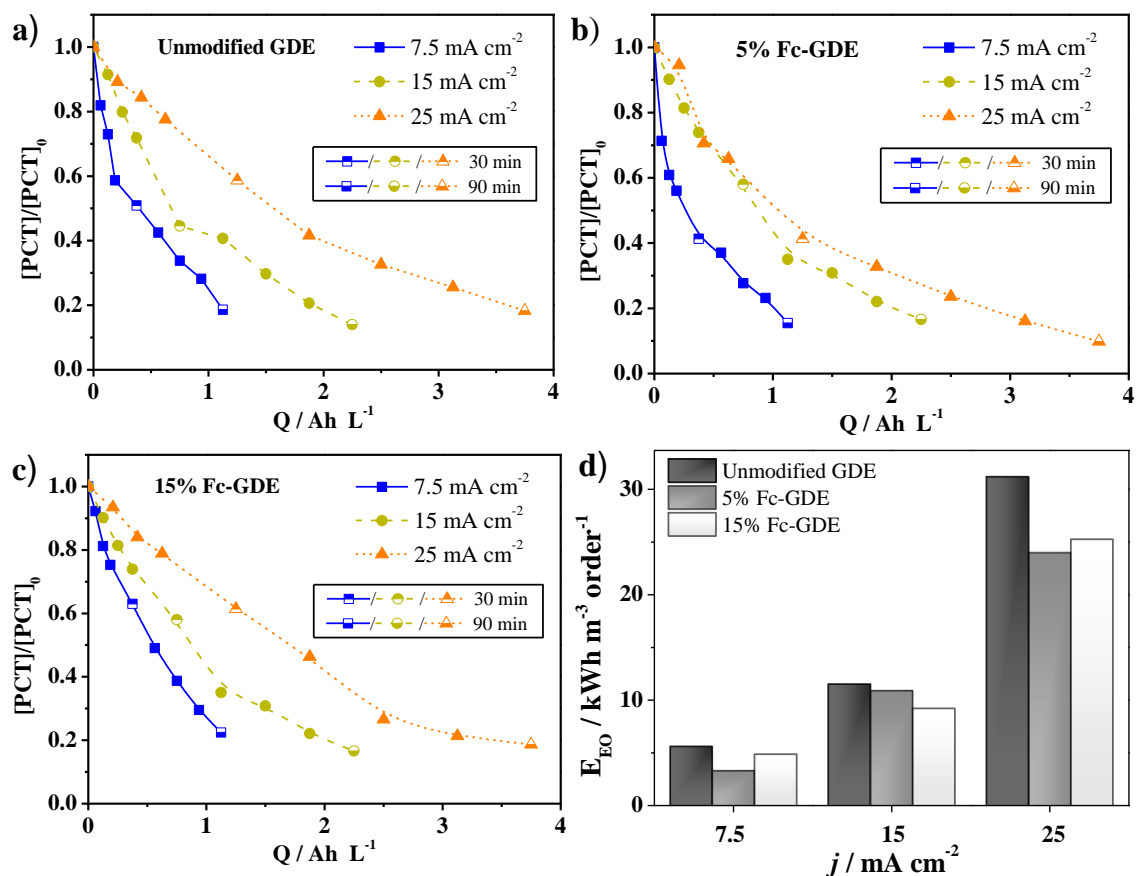 a)
Unmodified GDE
7.5 mA cm⁻²
15 mA cm⁻²
25 mA cm⁻²
/ / 30 min
/ / 90 min
[PCT]/[PCT]₀
1.0
0.8
0.6
0.4
0.2
0.0
0 1 2 3 4
Q / Ah L⁻¹
b)
5% Fc-GDE
7.5 mA cm⁻²
15 mA cm⁻²
25 mA cm⁻²
/ / 30 min
/ / 90 min
[PCT]/[PCT]₀
1.0
0.8
0.6
0.4
0.2
0.0
0 1 2 3 4
Q / Ah L⁻¹
c)
15% Fc-GDE
7.5 mA cm⁻²
15 mA cm⁻²
25 mA cm⁻²
/ / 30 min
/ / 90 min
[PCT]/[PCT]₀
1.0
0.8
0.6
0.4
0.2
0.0
0 1 2 3 4
Q / Ah L⁻¹
d)
Unmodified GDE
5% Fc-GDE
15% Fc-GDE
E_EO / kWh m⁻³ order⁻¹
30
20
10
0
7.5 15 25
j / mA cm⁻²